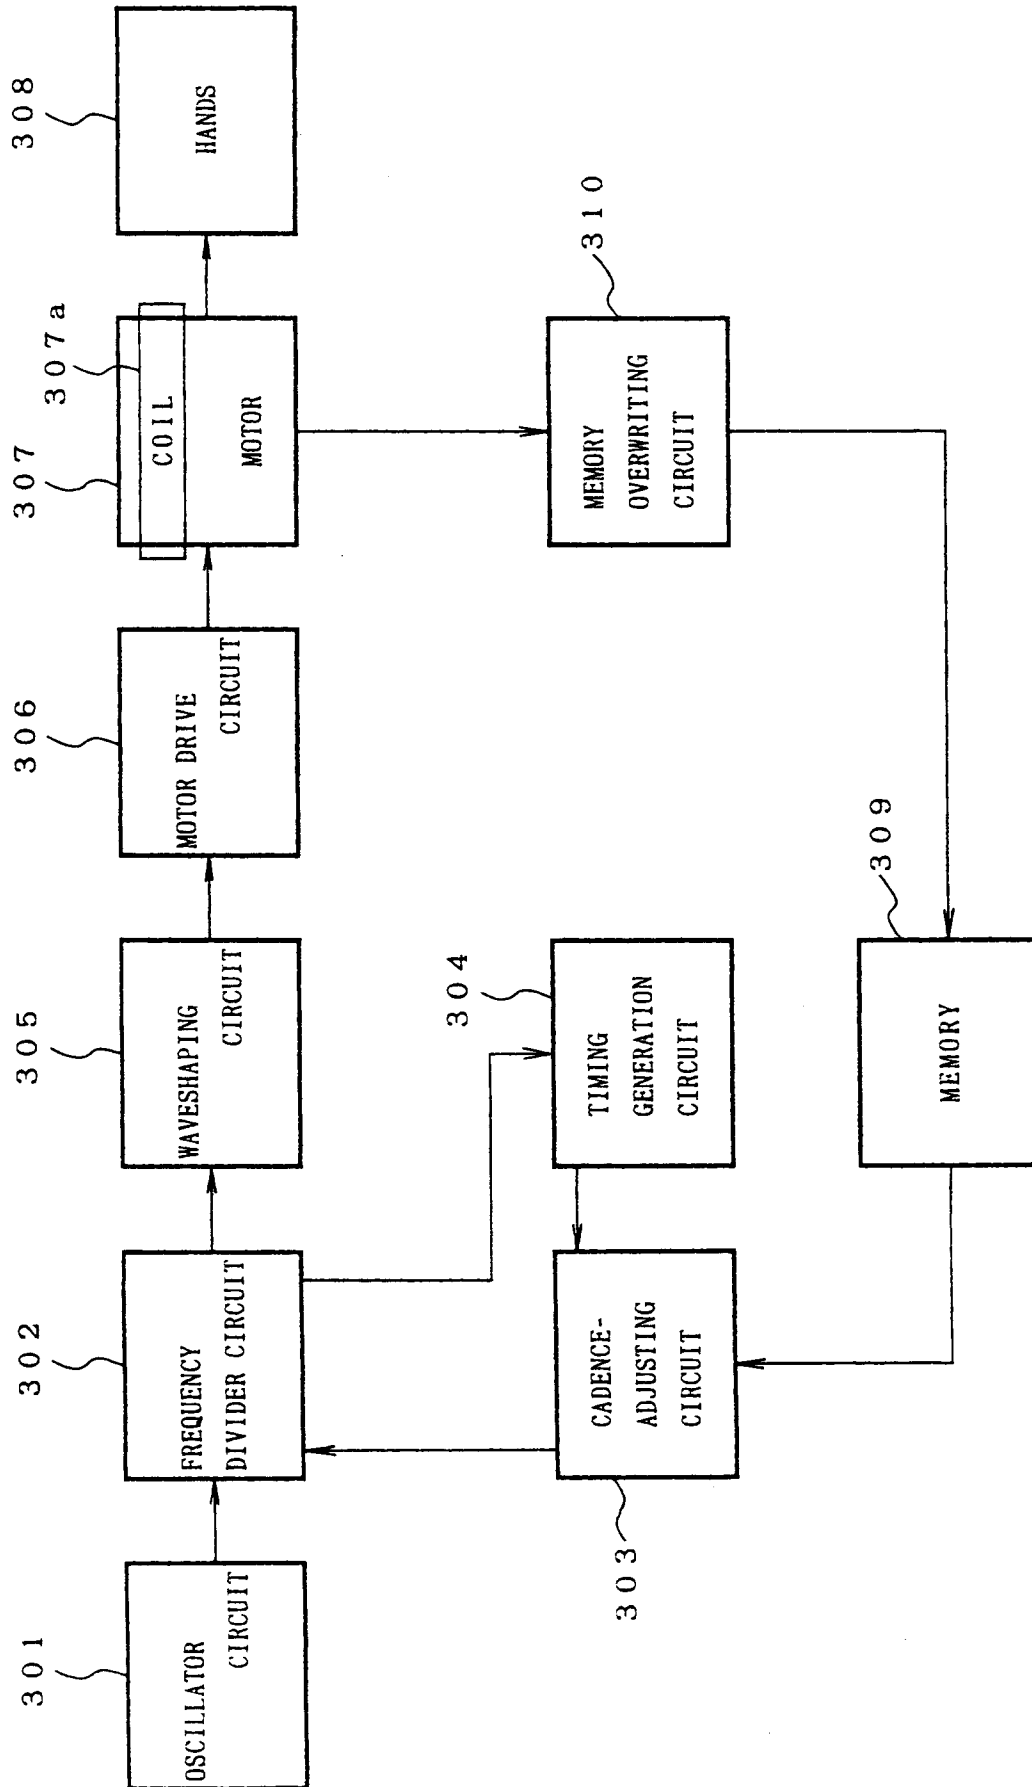 301
OSCILLATOR
CIRCUIT
302
FREQUENCY
DIVIDER CIRCUIT
305
WAVESHAPING
CIRCUIT
306
MOTOR DRIVE
CIRCUIT
307
307a
COIL
MOTOR
308
HANDS
303
CADENCE-
ADJUSTING
CIRCUIT
304
TIMING
GENERATION
CIRCUIT
310
MEMORY
OVERWRITING
CIRCUIT
309
MEMORY